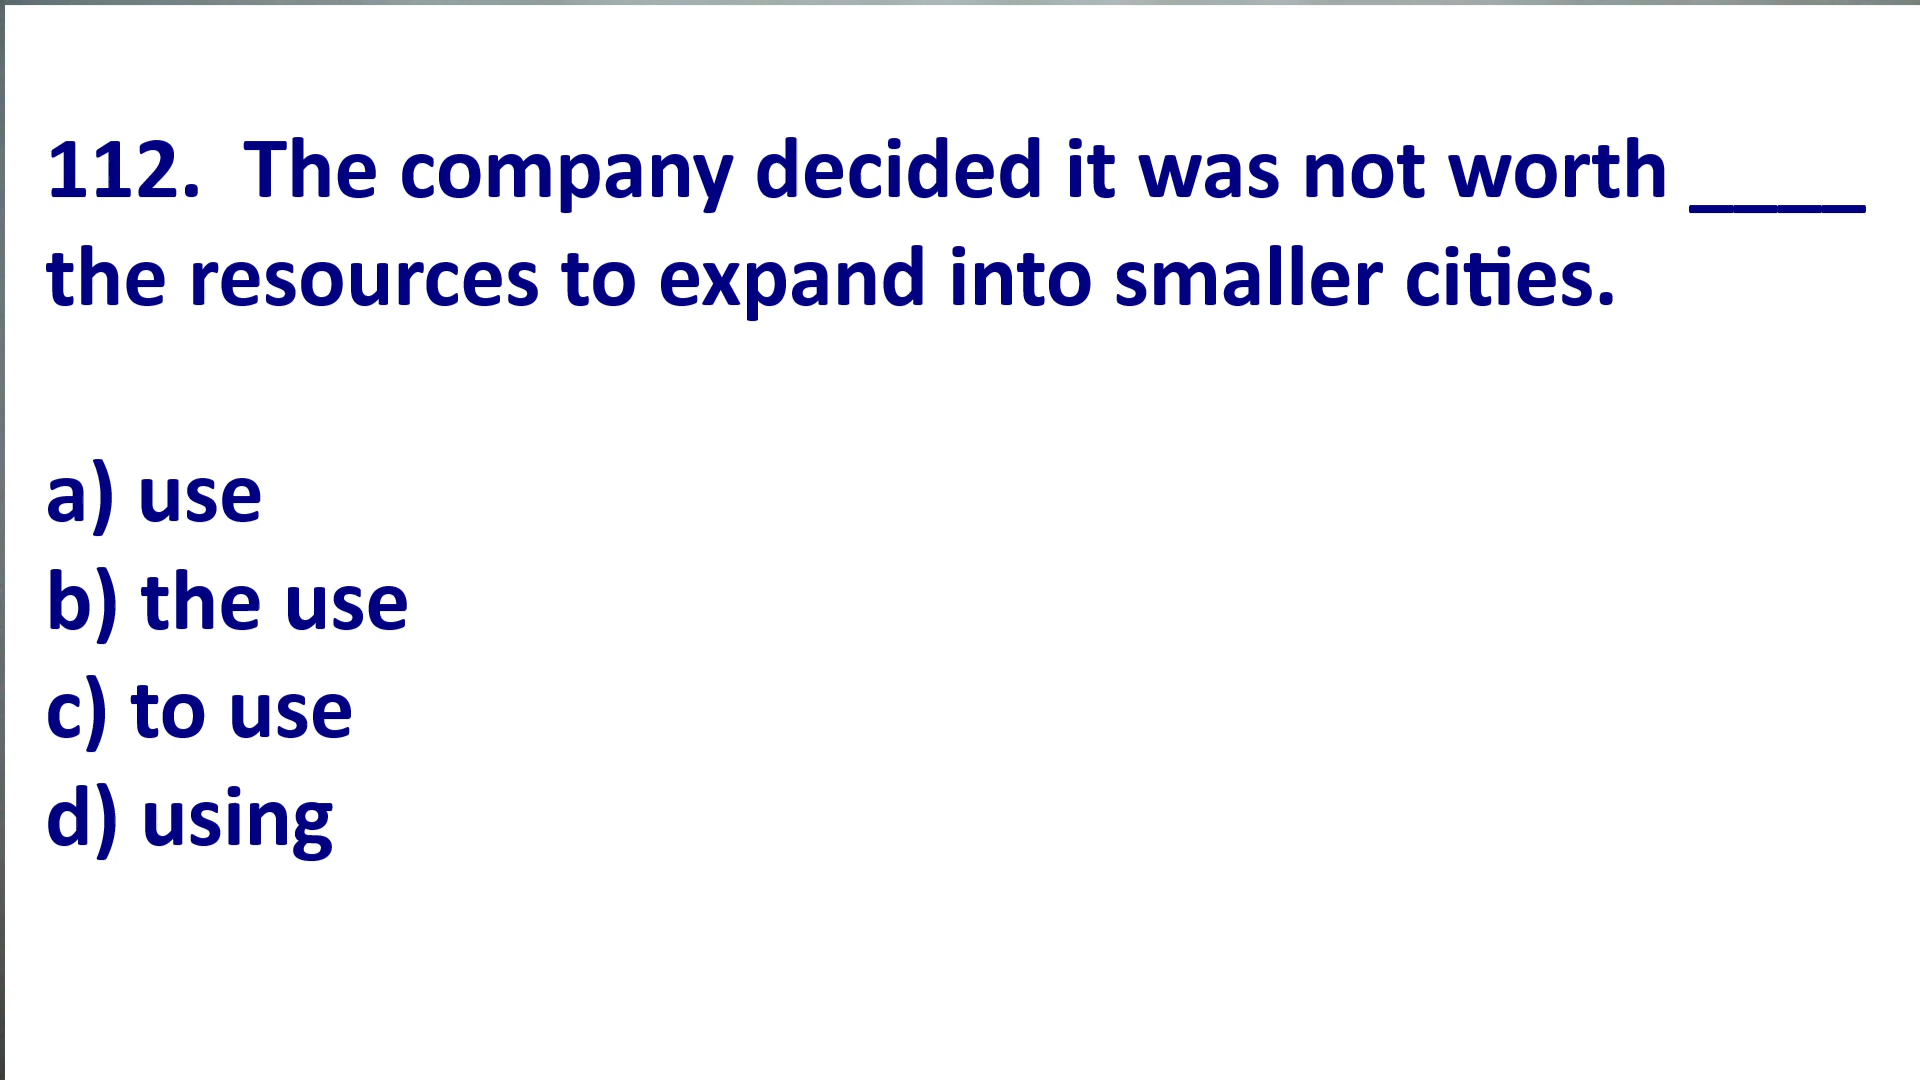 112.  The company decided it was not worth ____
the resources to expand into smaller cities.
a) use
b) the use
c) to use
d) using